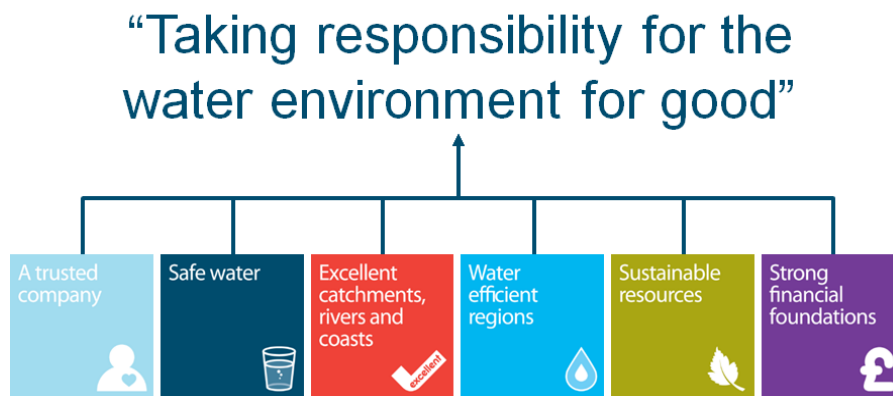 “Taking responsibility for the
water environment for good”
A trusted
company
Safe water
Excellent
catchments,
rivers and
coasts
excellent
Water
efficient
regions
Sustainable
resources
Strong
financial
foundations
£